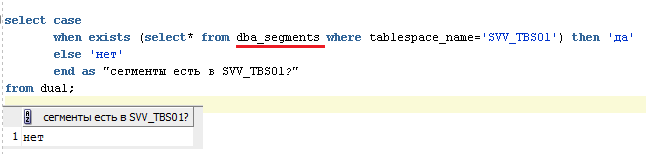 select case
when exists (select* from dba_segments where tablespace_name='SVV_TBS01') then 'да'
else 'нет'
end as "сегменты есть в SVV_TBS01?"
from dual;
сегменты есть в SVV_TBS01?
1 нет